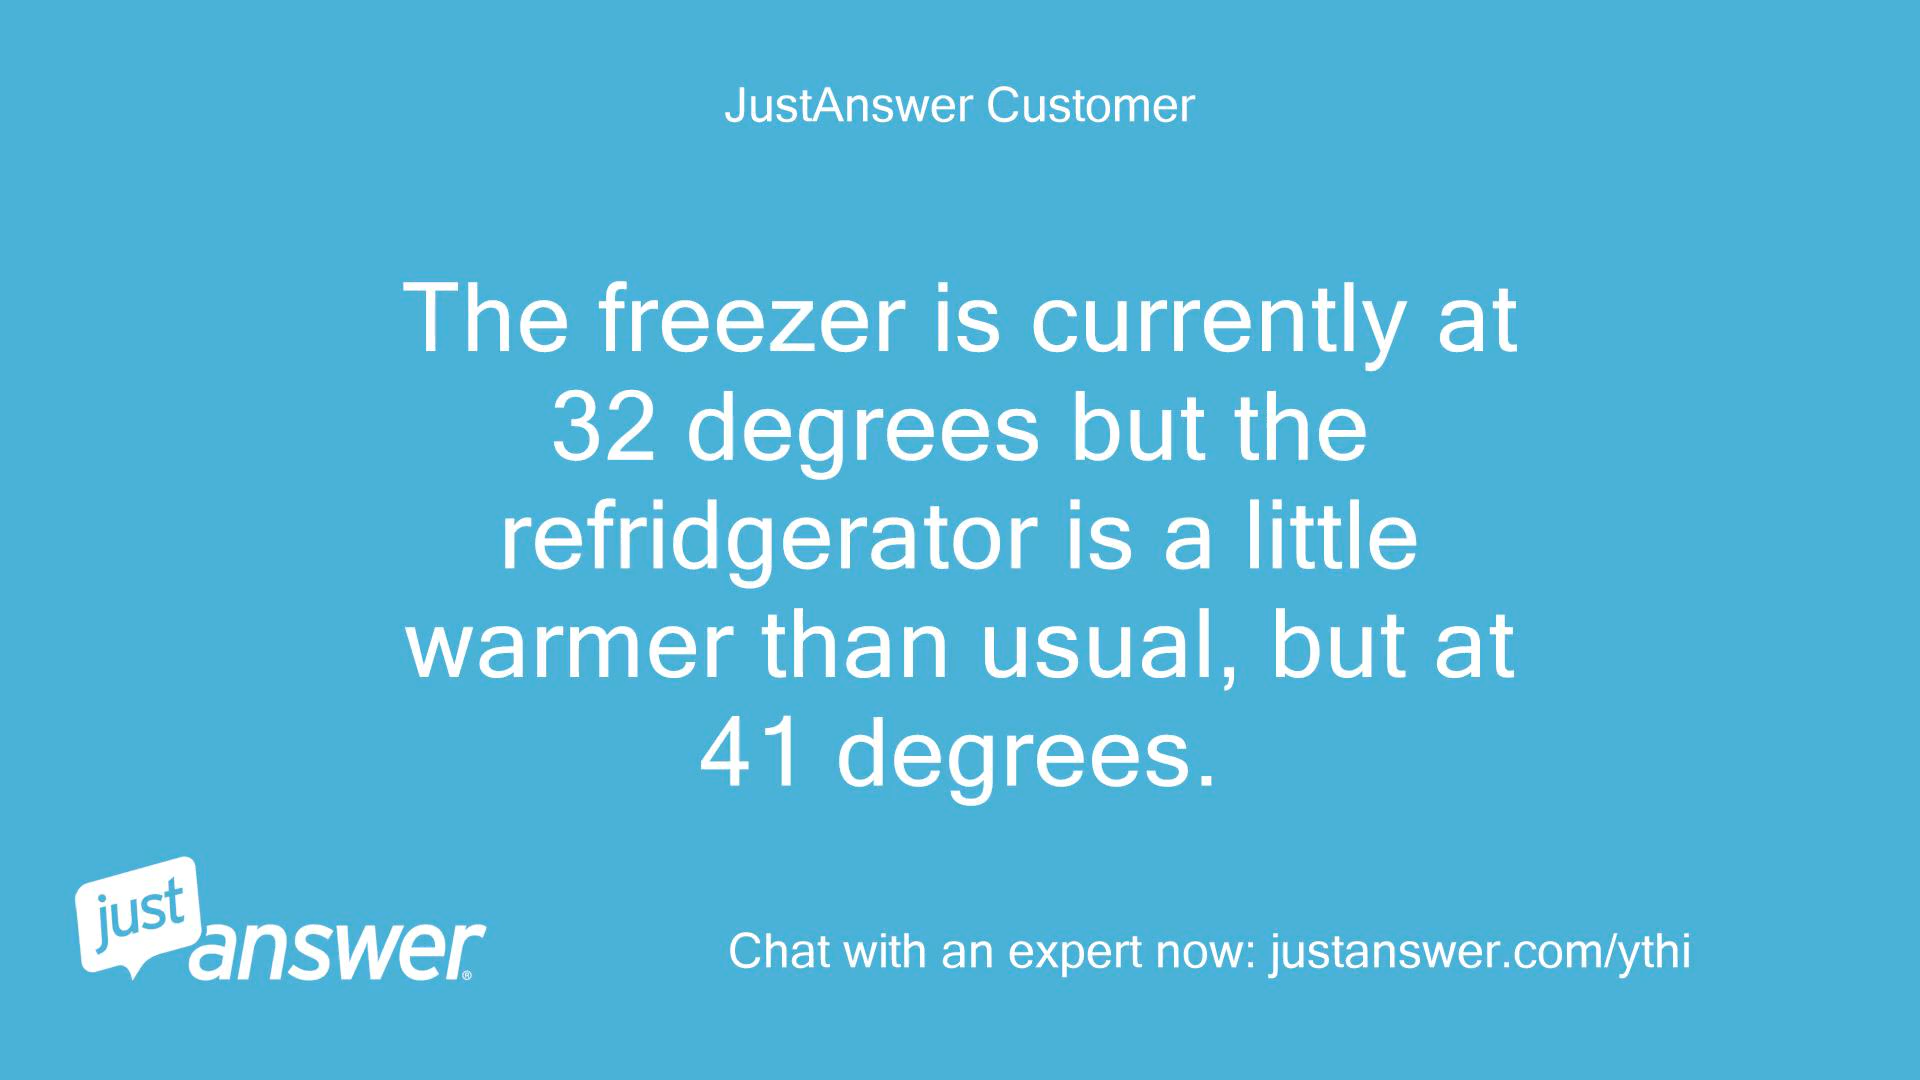 JustAnswer Customer
The freezer is currently at
32 degrees but the
refridgerator is a little
warmer than usual, but at
41 degrees.
just
answer®
Chat with an expert now: justanswer.com/ythi